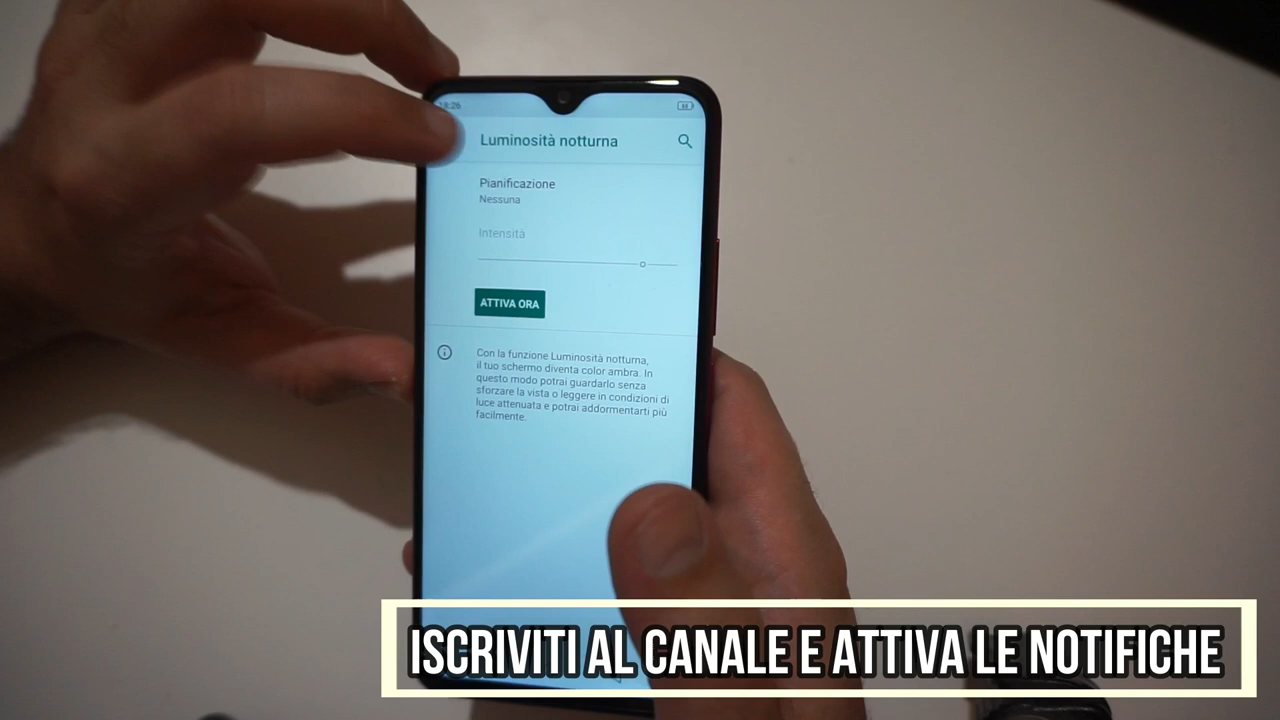 Luminosità notturna
Pianificazione
Nessuna
Intensità
ATTIVA ORA
Con la funzione Luminosità notturna,
il tuo schermo diventa color ambra. In
questo modo potrai guardarlo senza
sforzare la vista o leggere in condizioni di
luce attenuata e potrai addormentarti più
facilmente.
ISCRIVITI AL CANALE E ATTIVA LE NOTIFICHE